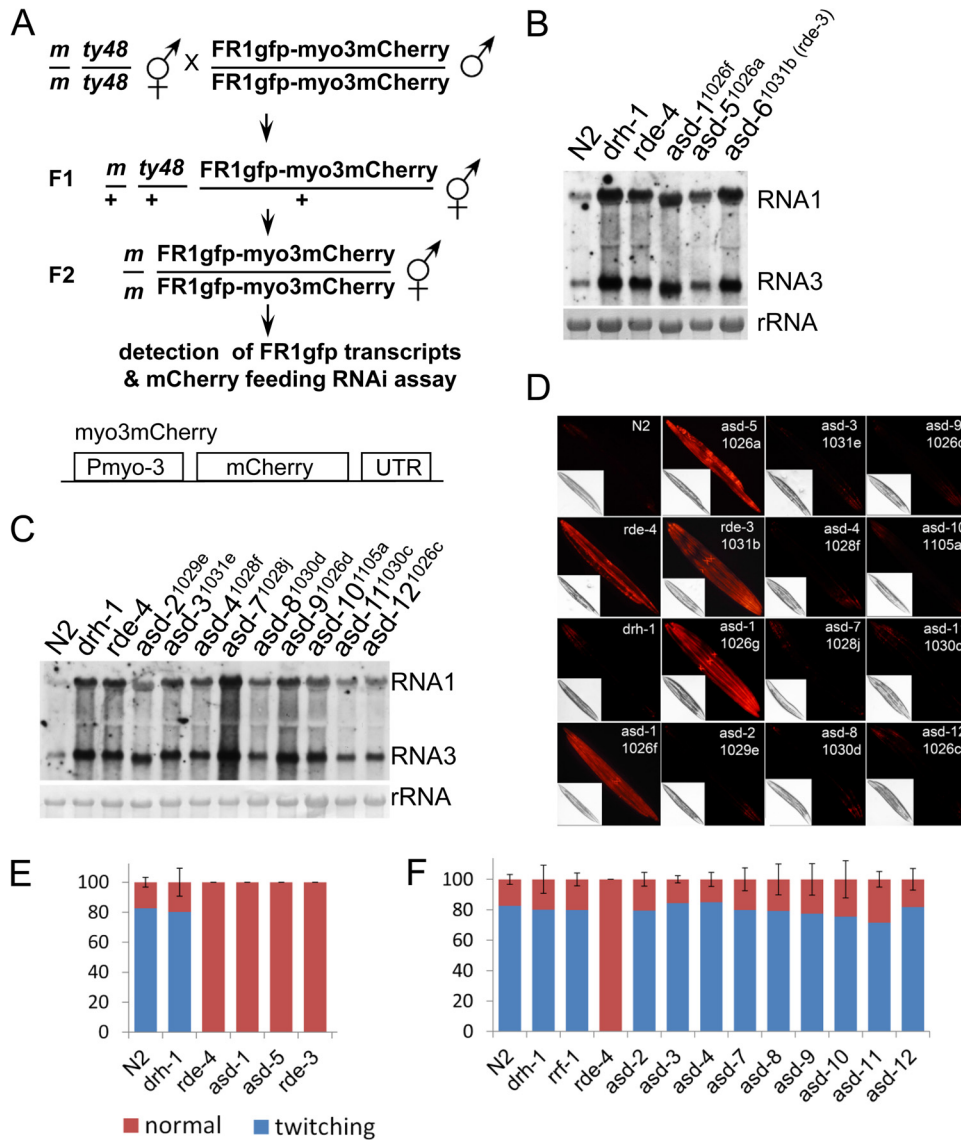 A
m ty48 FR1gfp-myo3mCherry
X
m ty48 FR1gfp-myo3mCherry
F1 m ty48 FR1gfp-myo3mCherry
+ + +
F2 m FR1gfp-myo3mCherry
m FR1gfp-myo3mCherry
detection of FR1gfp transcripts
& mCherry feeding RNAi assay
myo3mCherry
Pmyo-3 mCherry UTR
B
N2
drh-1
rde-4
asd-1 1026f
asd-5 1026a
asd-6 1031b (rde-3)
RNA1
RNA3
rRNA
C
N2
drh-1
rde-4
asd-2 1029e
asd-3 1031e
asd-4 1028f
asd-7 1028j
asd-8 1030d
asd-9 1026d
asd-10 1105a
asd-11 1030c
asd-12 1026c
RNA1
RNA3
rRNA
D
N2
asd-5
1026a
asd-3
1031e
asd-9
rde-4
rde-3
1031b
asd-4
1028f
asd-10
1105a
drh-1
asd-1
1026g
asd-7
1028j
asd-1
1026f
asd-2
1029e
asd-8
1030d
asd-12
1026c
E
100
80
60
40
20
0
N2
drh-1
rde-4
asd-1
asd-5
rde-3
F
100
80
60
40
20
0
N2
drh-1
rrf-1
rde-4
asd-2
asd-3
asd-4
asd-7
asd-8
asd-9
asd-10
asd-11
asd-12
normal twitching